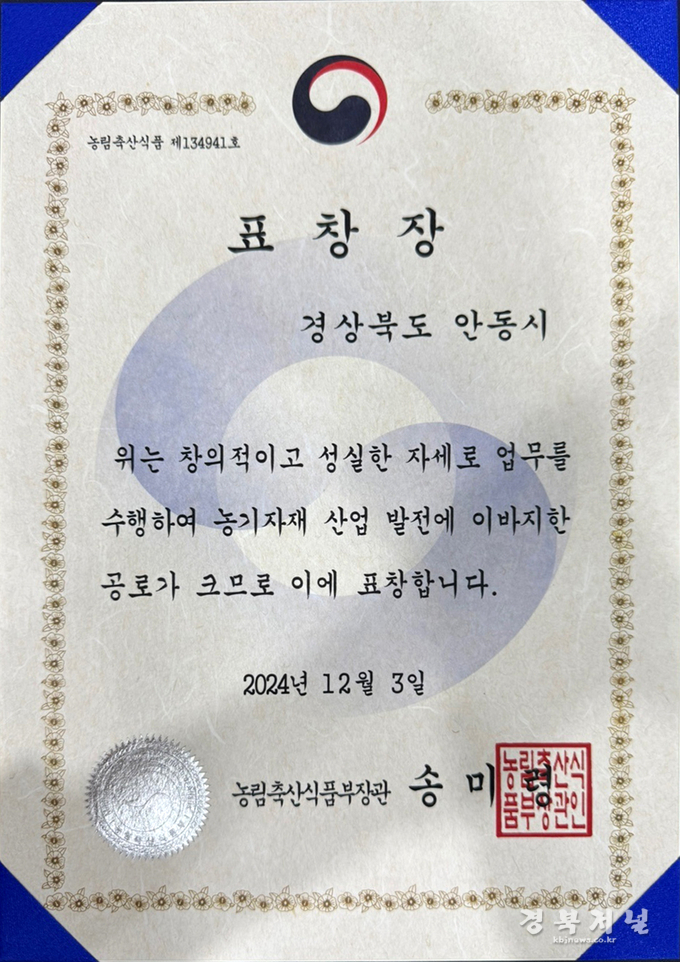 농림축산식품 제134941호
표 창 장
경상북도 안동시
위는 창의적이고 성실한 자세로 업무를
수행하여 농기자재 산업 발전에 이바지한
공로가 크므로 이에 표창합니다.
2024년 12월 3일
농림축산식품부장관 송 미 령
농림축산식
품부장관인
경북저널
kbjnews.co.kr